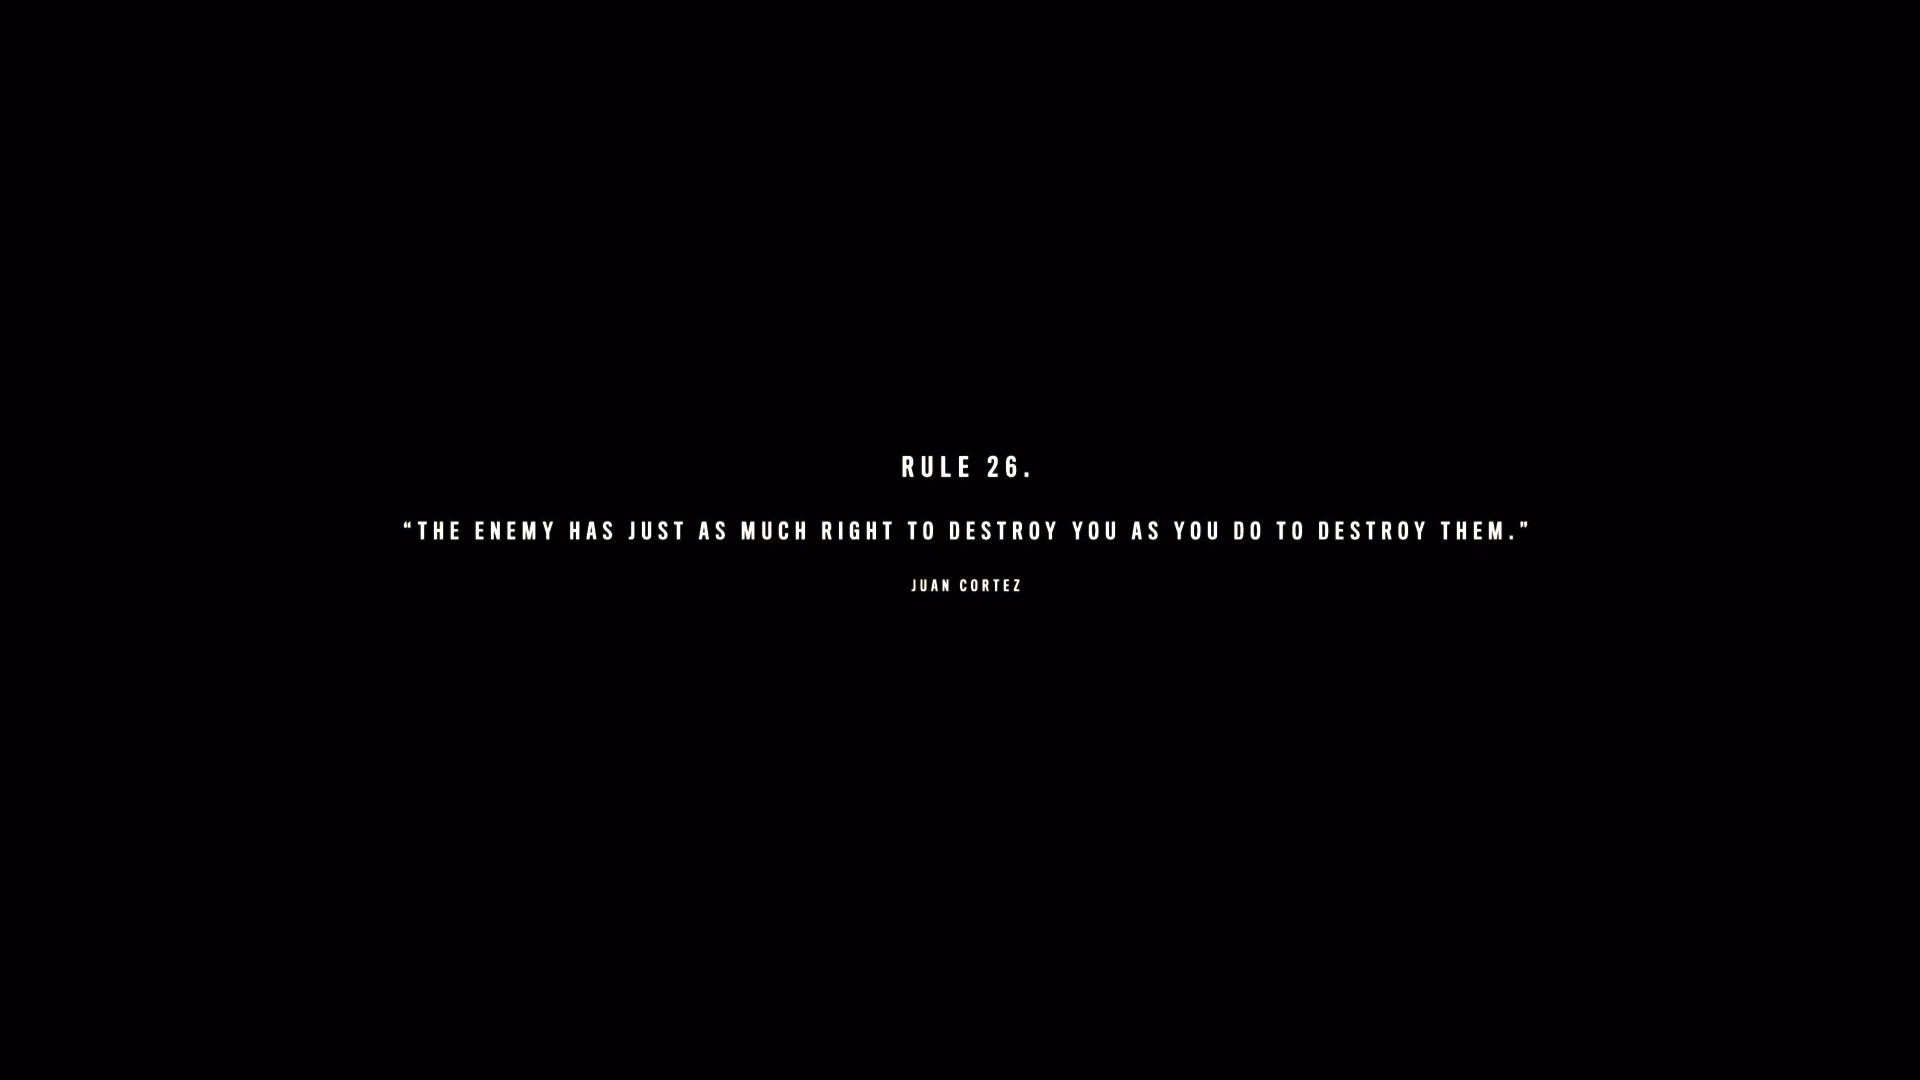 RULE 26.
“THE ENEMY HAS JUST AS MUCH RIGHT TO DESTROY YOU AS YOU DO TO DESTROY THEM.”
JUAN CORTEZ